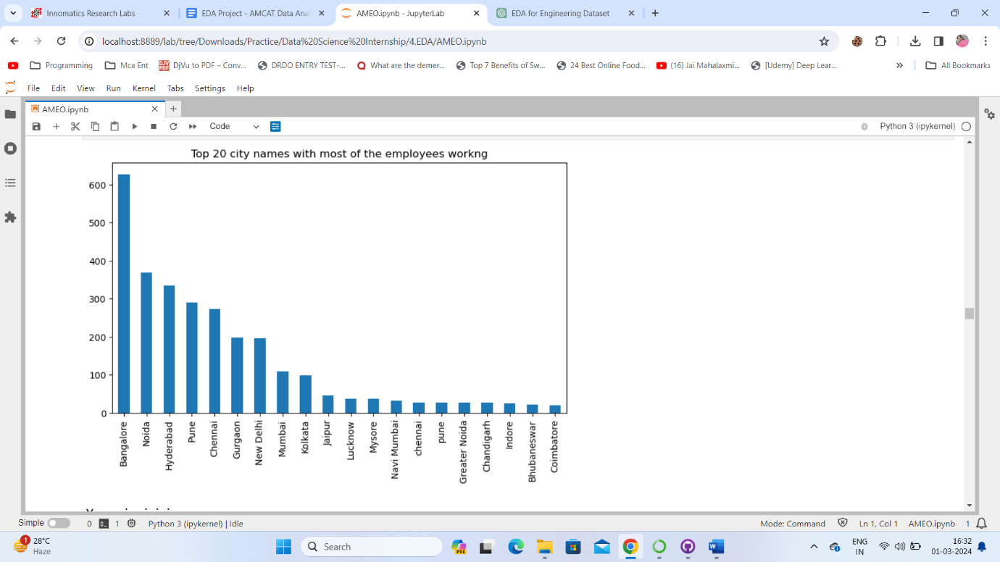 Innomatics Research Labs
EDA Project - AMCAT Data Anal
AMEO.ipynb - JupyterLab
EDA for Engineering Dataset
localhost:8889/lab/tree/Downloads/Practice/Data%20Science%20Internship/4.EDA/AMEO.ipynb
Programming
Mca Ent
DjVu to PDF – Conv...
DRDO ENTRY TEST-...
What are the demer...
Top 7 Benefits of Sw...
24 Best Online Food...
(16) Jai Mahalaxmi...
[Udemy] Deep Lear...
All Bookmarks
File Edit View Run Kernel Tabs Settings Help
AMEO.ipynb
Code
Python 3 (ipykernel)
Top 20 city names with most of the employees workng
600
500
400
300
200
100
0
Bangalore
Noida
Hyderabad
Pune
Chennai
Gurgaon
New Delhi
Mumbai
Kolkata
Jaipur
Lucknow
Mysore
Navi Mumbai
chennai
pune
Greater Noida
Chandigarh
Indore
Bhubaneswar
Coimbatore
Simple 0 1 Python 3 (ipykernel) | Idle
Mode: Command Ln 1, Col 1 AMEO.ipynb 1
1
28°C
Haze
Search
PRE
ENG
IN
16:32
01-03-2024